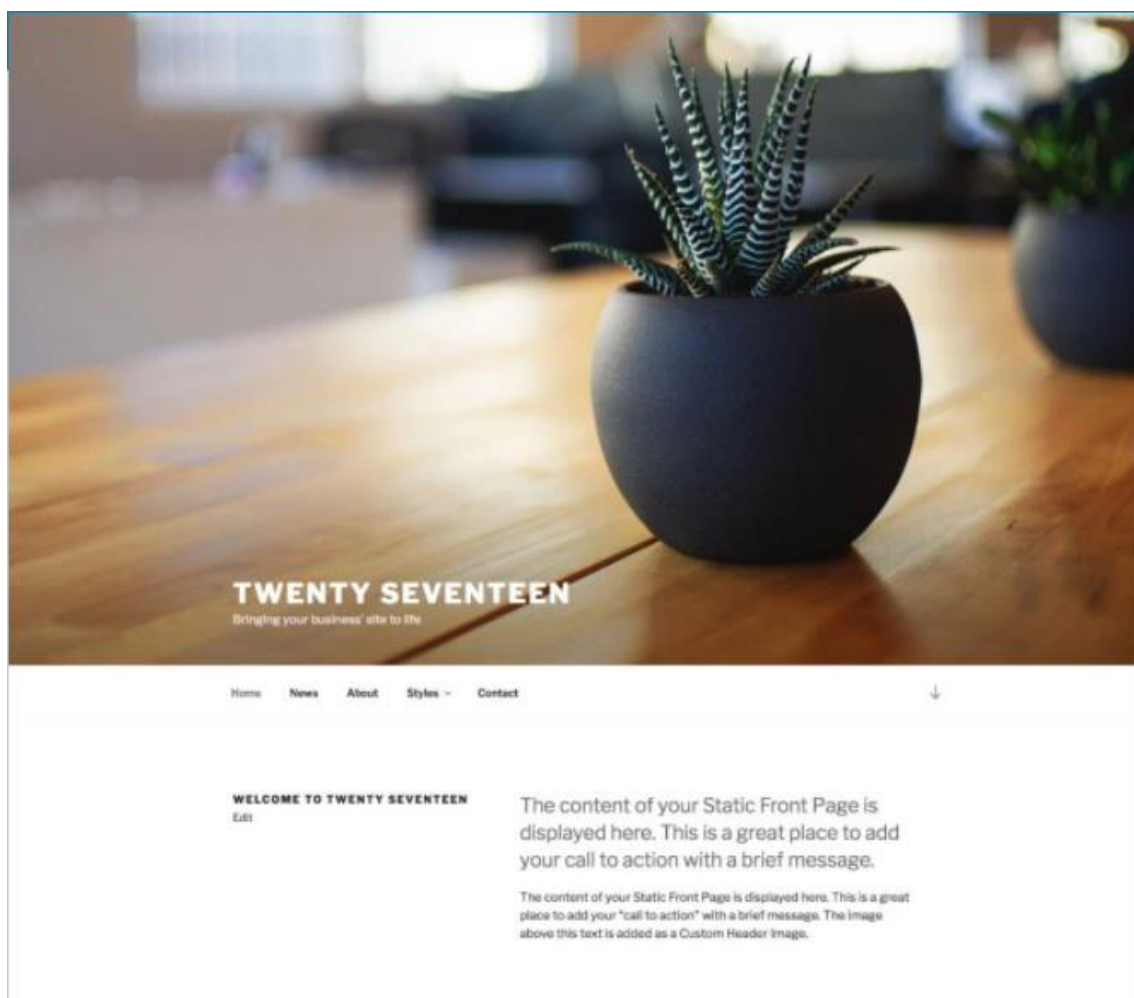 TWENTY SEVENTEEN
Bringing your business' site to life
Home News About Styles Contact
WELCOME TO TWENTY SEVENTEEN
Edit
The content of your Static Front Page is
displayed here. This is a great place to add
your call to action with a brief message.
The content of your Static Front Page is displayed here. This is a great
place to add your "call to action" with a brief message. The image
above this text is added as a Custom Header Image.